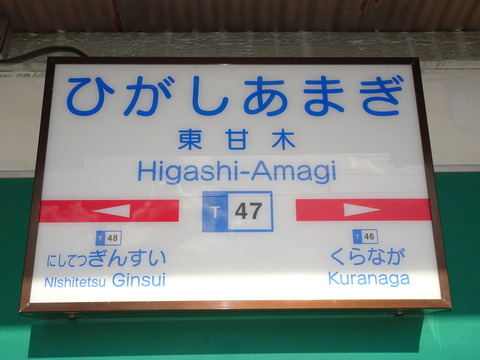 ひがしあまぎ
東甘木
Higashi-Amagi
T 47
T 48
にしてつぎんすい
NIshitetsu Ginsui
T 46
くらなが
Kuranaga